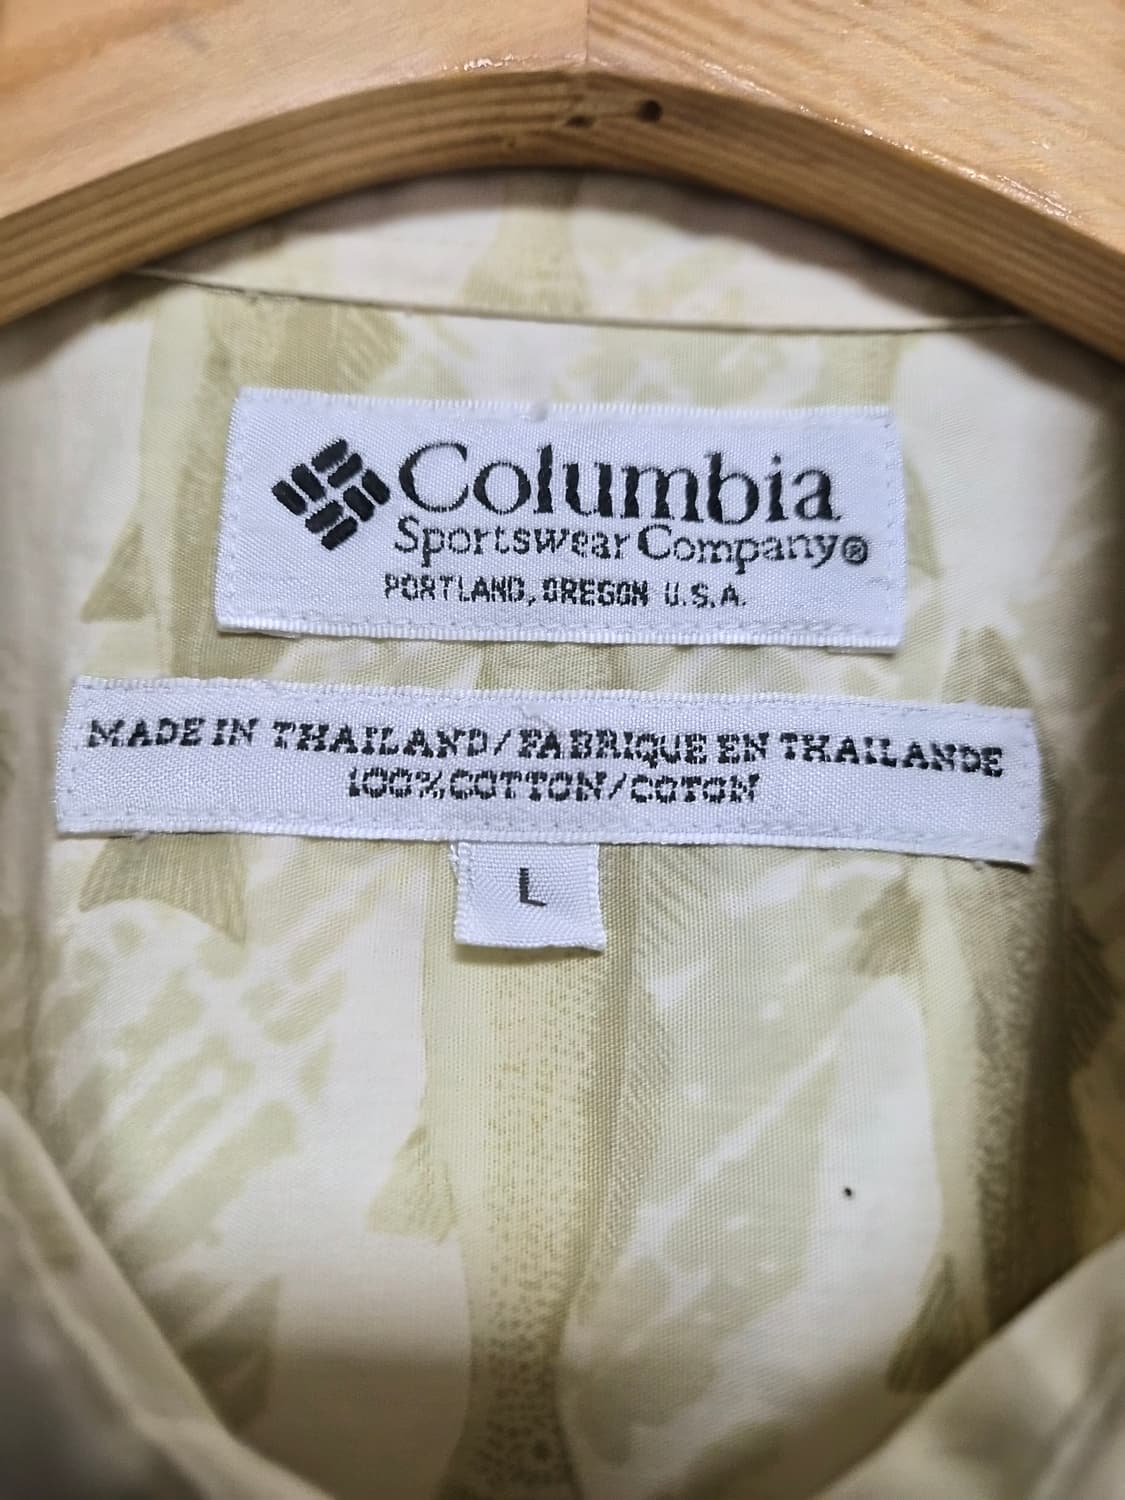 Columbia
Sportswear Company®
PORTLAND, OREGON U.S.A.
MADE IN THAILAND/FABRIQUE EN THAILANDE
100% COTTON/COTON
L